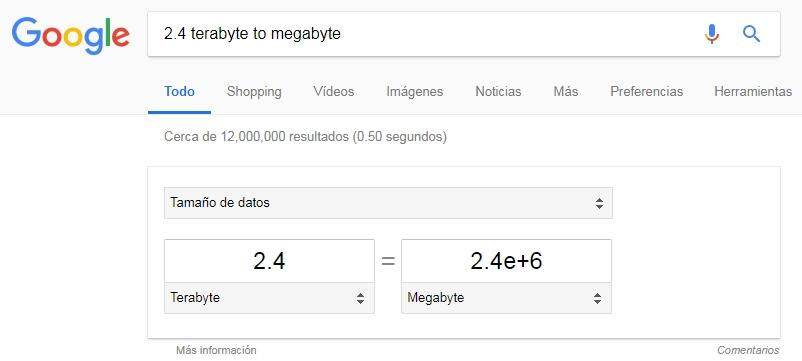 Google 2.4 terabyte to megabyte
Todo Shopping Vídeos Imágenes Noticias Más Preferencias Herramientas
Cerca de 12,000,000 resultados (0.50 segundos)
Tamaño de datos
2.4 = 2.4e+6
Terabyte Megabyte
Más información Comentarios